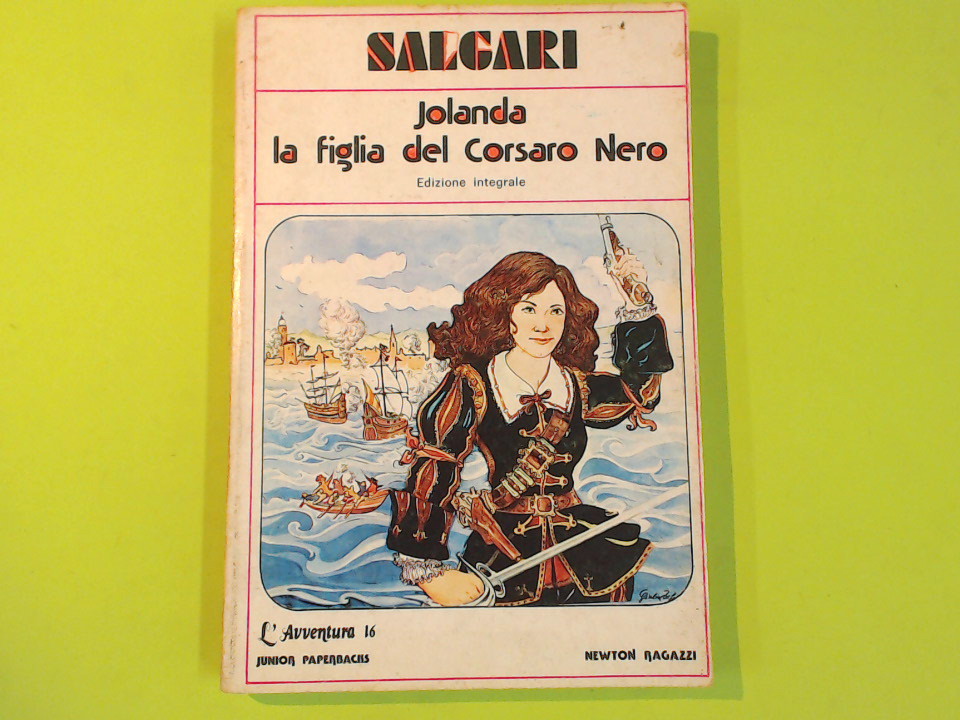 SALGARI
Jolanda
la figlia del Corsaro Nero
Edizione integrale
L'Avventura 16
JUNIOR PAPERBACKS
NEWTON RAGAZZI